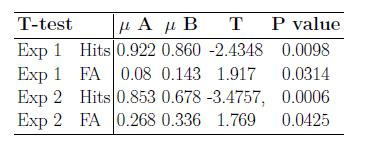 T-test μ A μ B T P value
Exp 1 Hits 0.922 0.860 -2.4348 0.0098
Exp 1 FA 0.08 0.143 1.917 0.0314
Exp 2 Hits 0.853 0.678 -3.4757, 0.0006
Exp 2 FA 0.268 0.336 1.769 0.0425